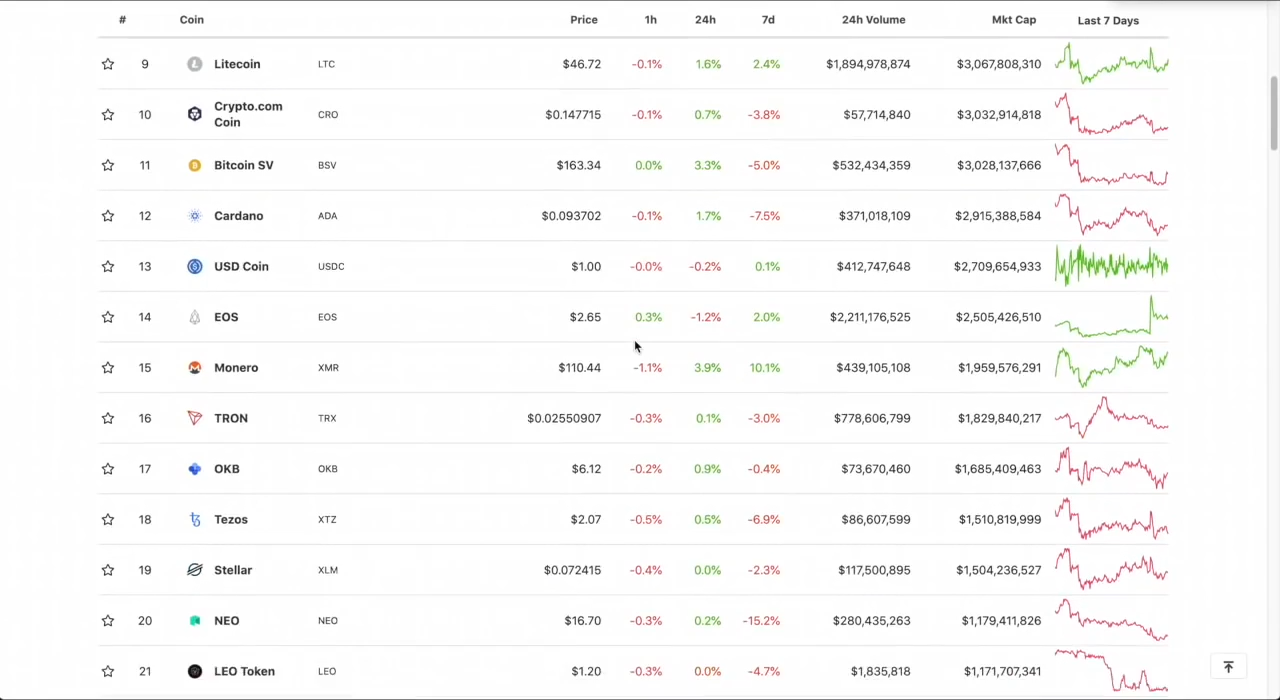 # Coin Price 1h 24h 7d 24h Volume Mkt Cap Last 7 Days
9 Litecoin LTC $46.72 -0.1% 1.6% 2.4% $1,894,978,874 $3,067,808,310
10 Crypto.com Coin CRO $0.147715 -0.1% 0.7% -3.8% $57,714,840 $3,032,914,818
11 Bitcoin SV BSV $163.34 0.0% 3.3% -5.0% $532,434,359 $3,028,137,666
12 Cardano ADA $0.093702 -0.1% 1.7% -7.5% $371,018,109 $2,915,388,584
13 USD Coin USDC $1.00 -0.0% -0.2% 0.1% $412,747,648 $2,709,654,933
14 EOS EOS $2.65 0.3% -1.2% 2.0% $2,211,176,525 $2,505,426,510
15 Monero XMR $110.44 -1.1% 3.9% 10.1% $439,105,108 $1,959,576,291
16 TRON TRX $0.02550907 -0.3% 0.1% -3.0% $778,606,799 $1,829,840,217
17 OKB OKB $6.12 -0.2% 0.9% -0.4% $73,670,460 $1,685,409,463
18 Tezos XTZ $2.07 -0.5% 0.5% -6.9% $86,607,599 $1,510,819,999
19 Stellar XLM $0.072415 -0.4% 0.0% -2.3% $117,500,895 $1,504,236,527
20 NEO NEO $16.70 -0.3% 0.2% -15.2% $280,435,263 $1,179,411,826
21 LEO Token LEO $1.20 -0.3% 0.0% -4.7% $1,835,818 $1,171,707,341